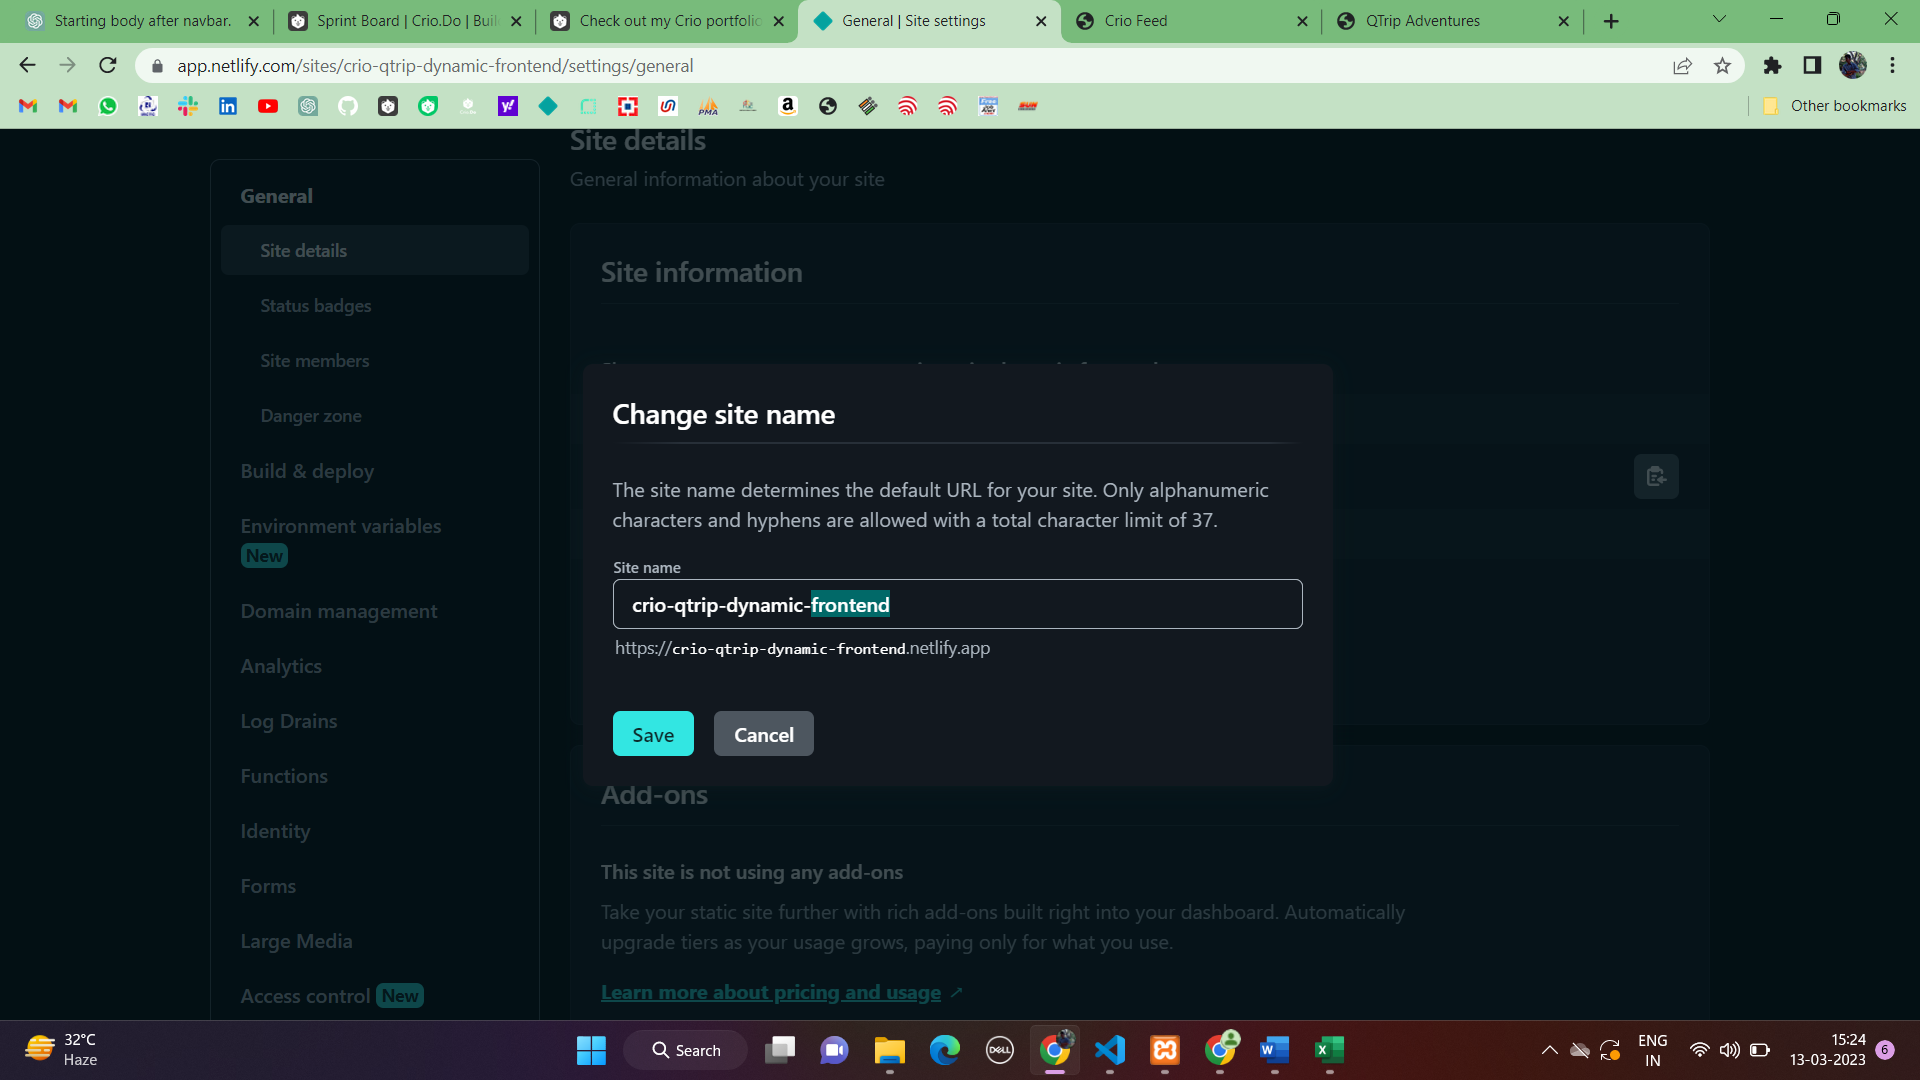 Starting body after navbar.
Sprint Board | Crio.Do | Buil
Check out my Crio portfolio
General | Site settings
Crio Feed
QTrip Adventures
app.netlify.com/sites/crio-qtrip-dynamic-frontend/settings/general
PMA
Other bookmarks
Site details
General information about your site
General
Site details
Status badges
Site members
Danger zone
Build & deploy
Environment variables
New
Domain management
Analytics
Log Drains
Functions
Identity
Forms
Large Media
Access control New
Site information
Change site name
The site name determines the default URL for your site. Only alphanumeric
characters and hyphens are allowed with a total character limit of 37.
Site name
crio-qtrip-dynamic-frontend
https://crio-qtrip-dynamic-frontend.netlify.app
Save
Cancel
Add-ons
This site is not using any add-ons
Take your static site further with rich add-ons built right into your dashboard. Automatically
upgrade tiers as your usage grows, paying only for what you use.
Learn more about pricing and usage
32°C
Haze
Search
DELL
ENG
IN
15:24
13-03-2023
6